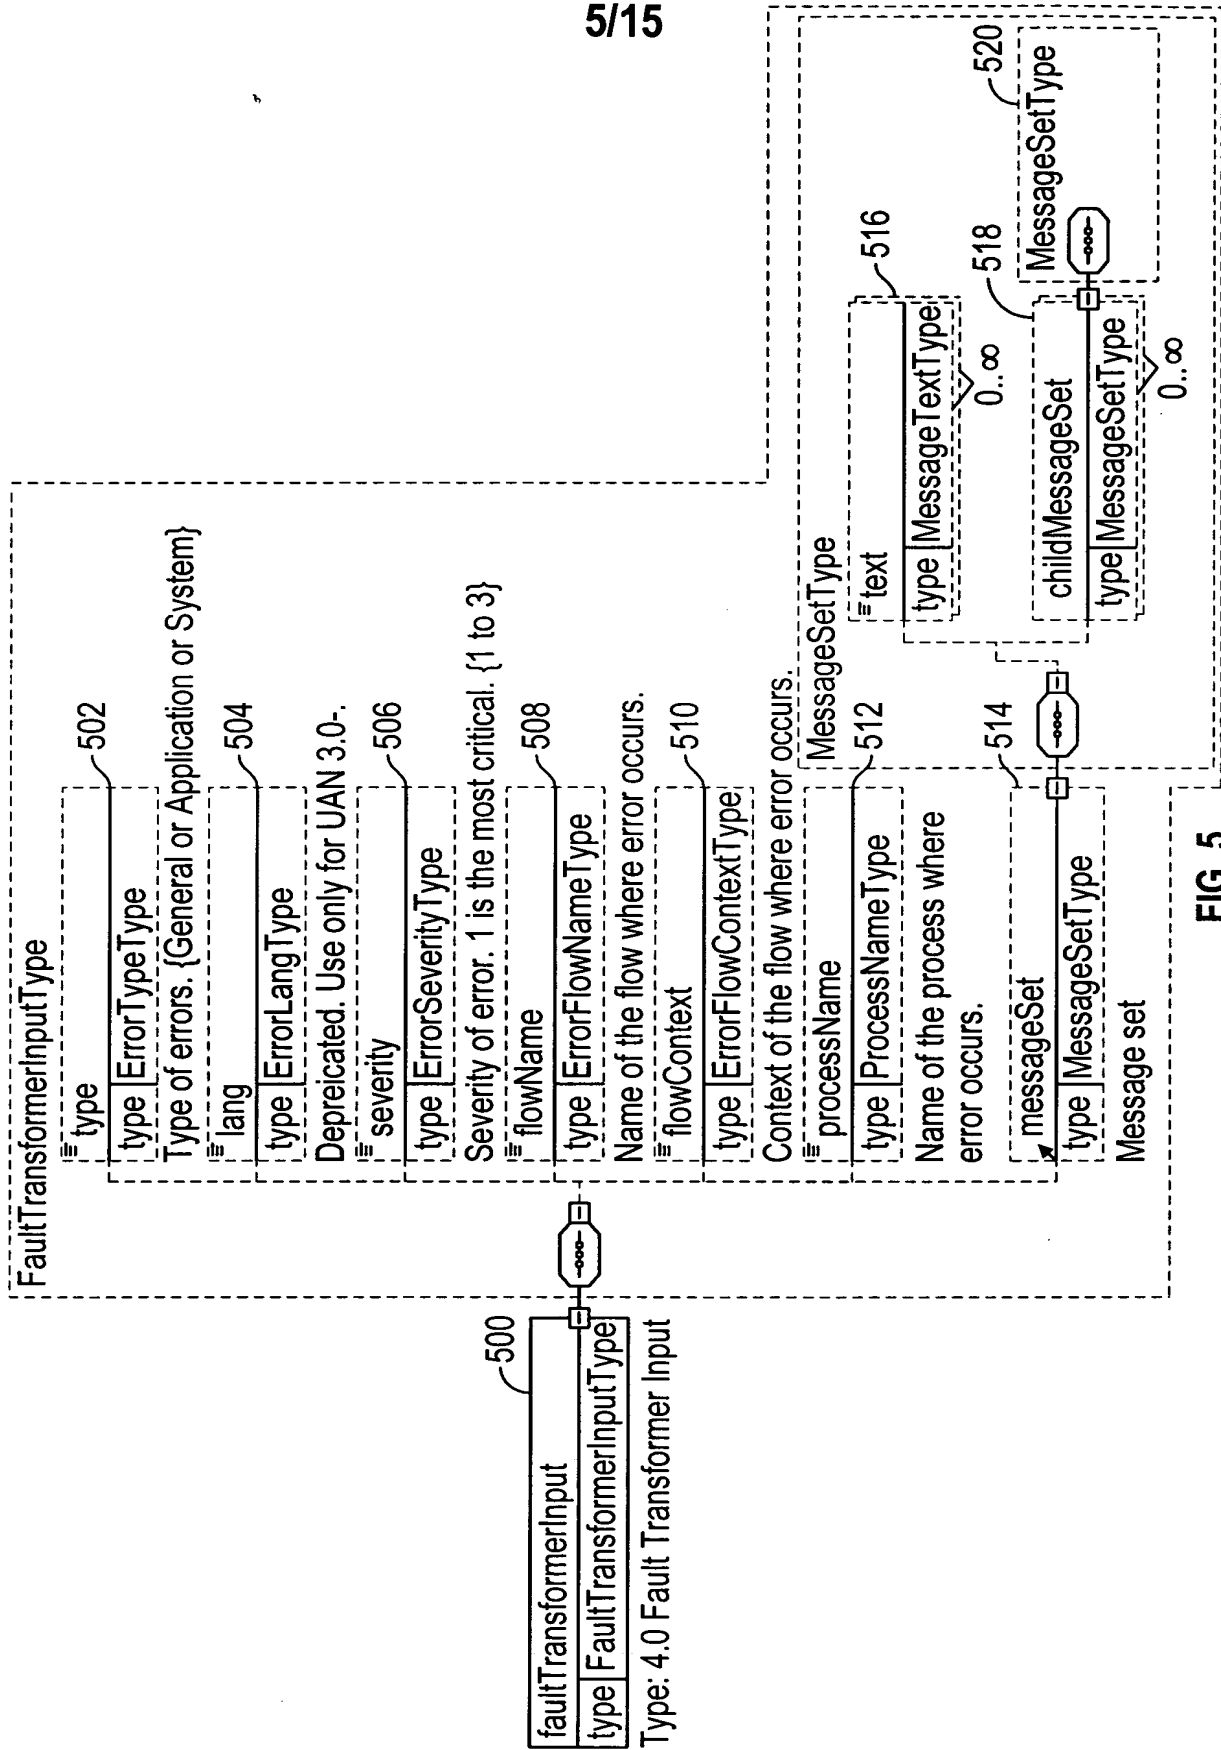 5/15
FaultTransformerInputType
type
502
type ErrorTypeType
Type of errors. {General or Application or System}
lang
504
type ErrorLangType
Depreicated. Use only for UAN 3.0-.
severity
506
type ErrorSeverityType
Severity of error. 1 is the most critical. {1 to 3}
flowName
508
type ErrorFlowNameType
Name of the flow where error occurs.
flowContext
510
type ErrorFlowContextType
Context of the flow where error occurs.
processName
512
type ProcessNameType
Name of the process where
error occurs.
messageSet
514
type MessageSetType
Message set
500
faultTransformerInput
type FaultTransformerInputType
Type: 4.0 Fault Transformer Input
MessageSetType
text
516
type MessageTextType
0..∞
childMessageSet
518
type MessageSetType
0..∞
MessageSetType
520
FIG. 5